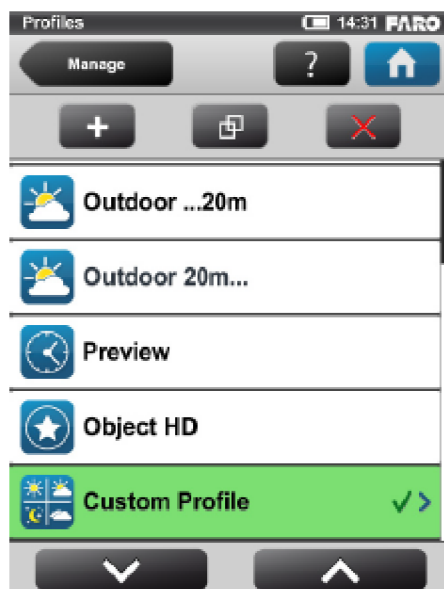 Profiles 14:31 FARO
Manage ?
Outdoor ...20m
Outdoor 20m...
Preview
Object HD
Custom Profile